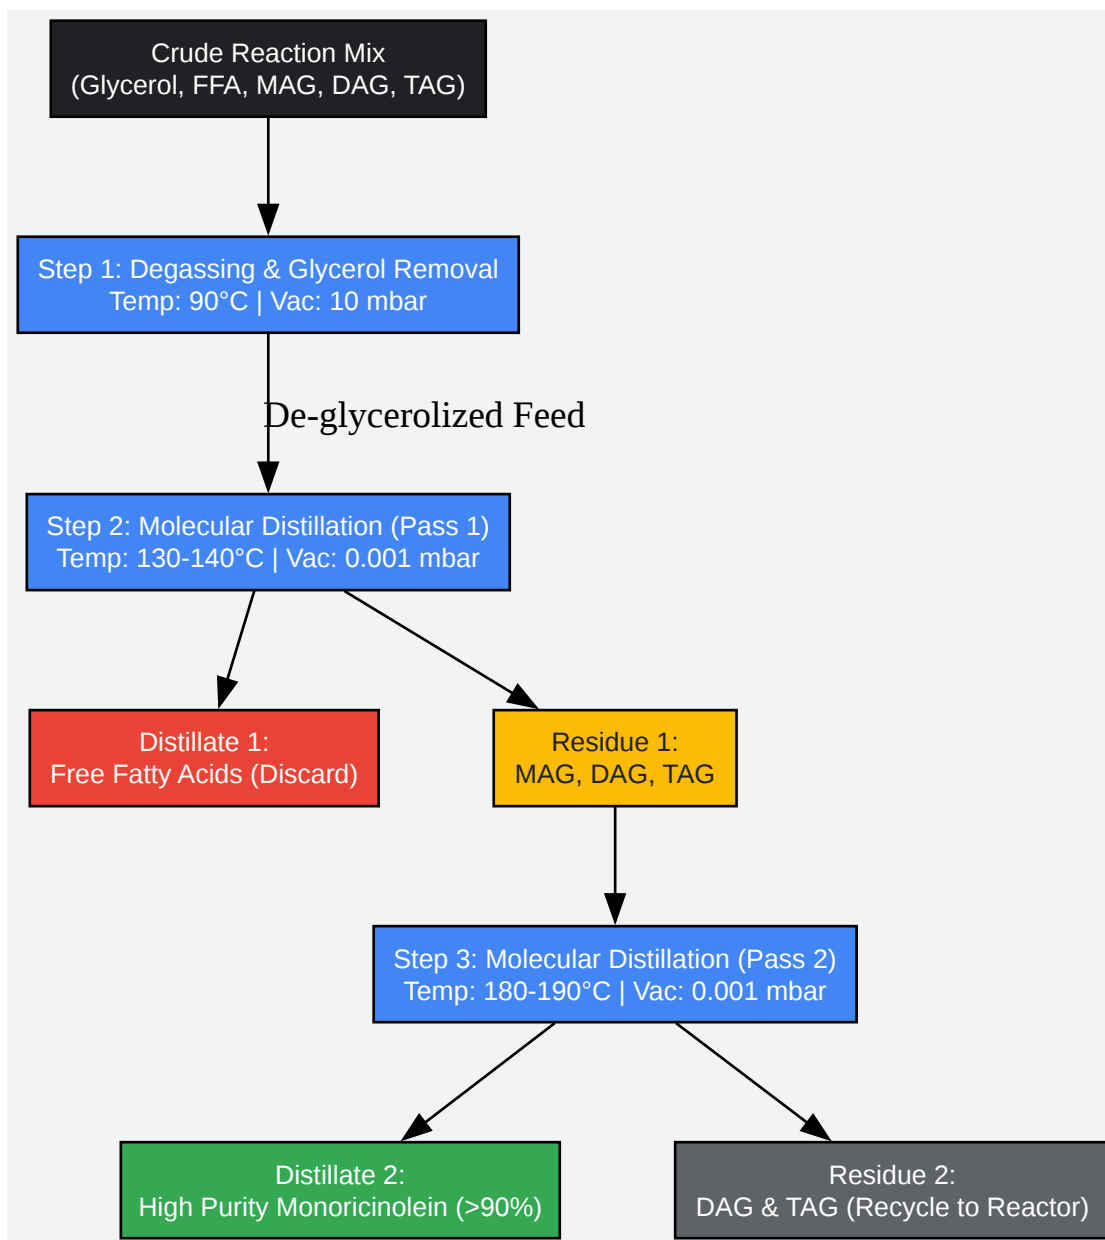 Crude Reaction Mix
(Glycerol, FFA, MAG, DAG, TAG)
Step 1: Degassing & Glycerol Removal
Temp: 90°C | Vac: 10 mbar
De-glycerolized Feed
Step 2: Molecular Distillation (Pass 1)
Temp: 130-140°C | Vac: 0.001 mbar
Distillate 1:
Free Fatty Acids (Discard)
Residue 1:
MAG, DAG, TAG
Step 3: Molecular Distillation (Pass 2)
Temp: 180-190°C | Vac: 0.001 mbar
Distillate 2:
High Purity Monoricinolein (>90%)
Residue 2:
DAG & TAG (Recycle to Reactor)